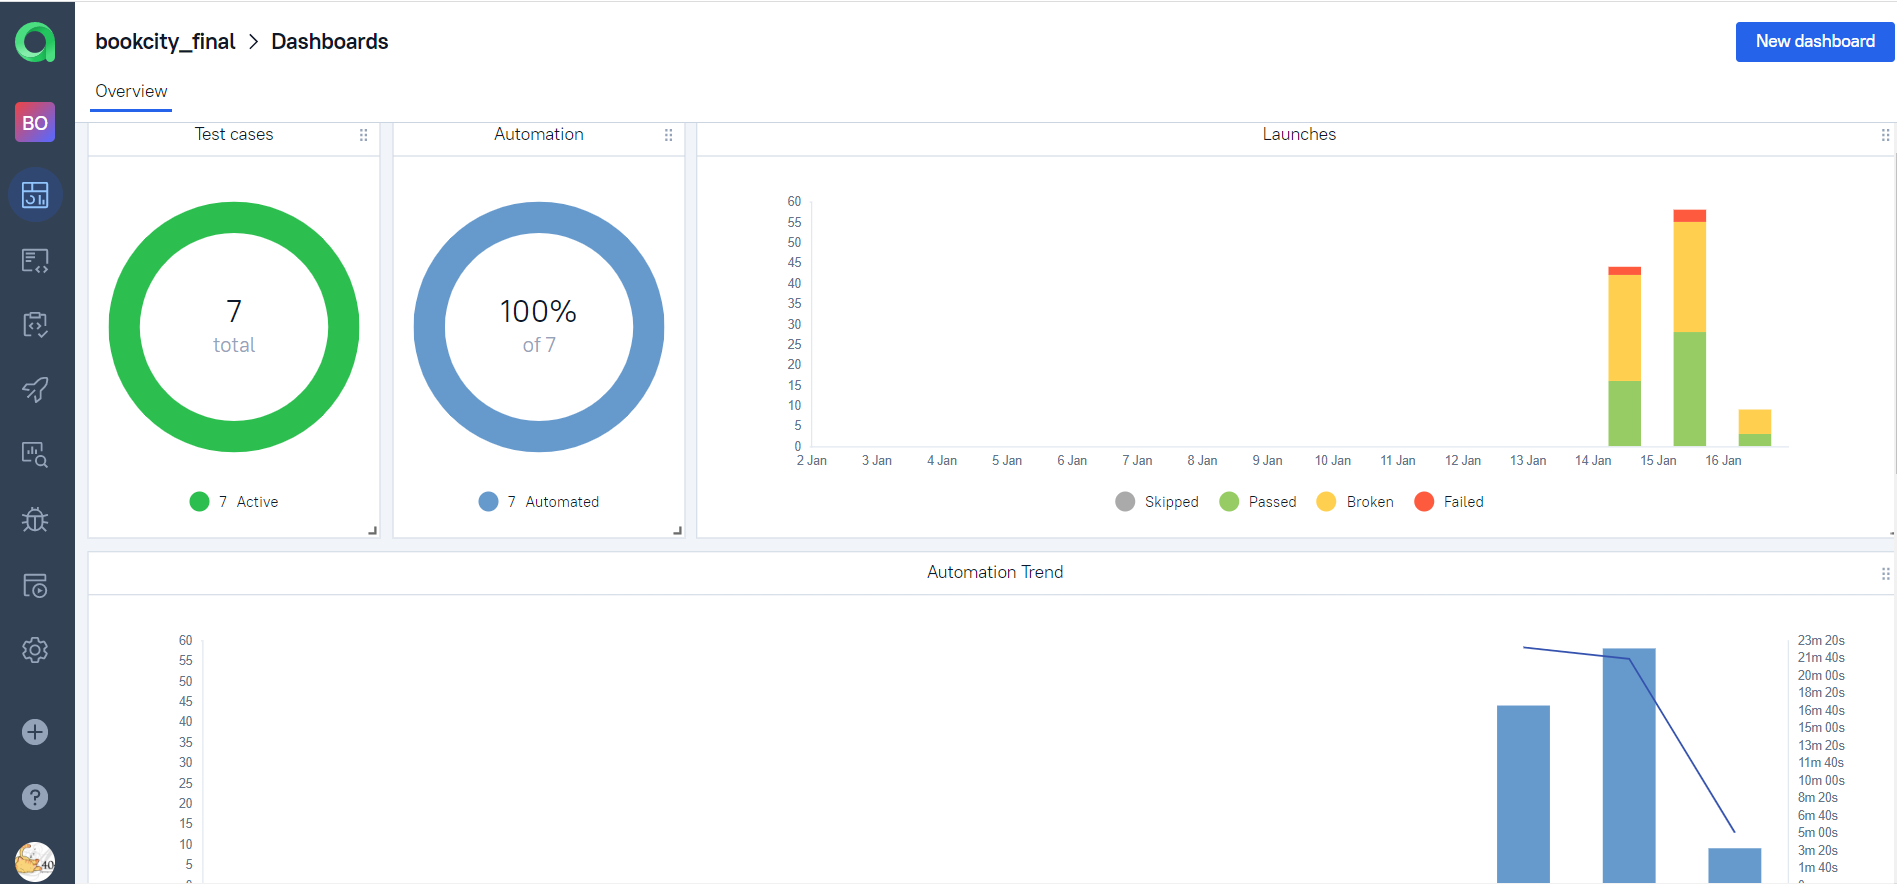 bookcity_final > Dashboards
New dashboard
Overview
BO
Test cases
7
total
7 Active
Automation
100%
of 7
7 Automated
Launches
60
55
50
45
40
35
30
25
20
15
10
5
0
2 Jan 3 Jan 4 Jan 5 Jan 6 Jan 7 Jan 8 Jan 9 Jan 10 Jan 11 Jan 12 Jan 13 Jan 14 Jan 15 Jan 16 Jan
Skipped Passed Broken Failed
Automation Trend
60
55
50
45
40
35
30
25
20
15
10
5
23m 20s
21m 40s
20m 00s
18m 20s
16m 40s
15m 00s
13m 20s
11m 40s
10m 00s
8m 20s
6m 40s
5m 00s
3m 20s
1m 40s
40